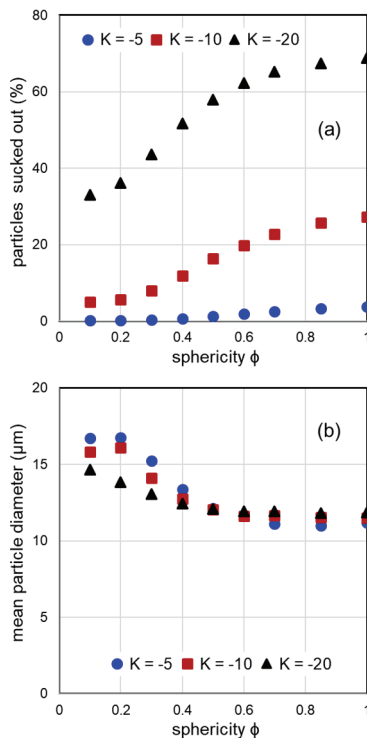 80
K = -5 K = -10 K = -20
60
(a)
40
20
0
0 0.2 0.4 0.6 0.8 1
particles sucked out (%)
sphericity ϕ
20
(b)
15
10
5
K = -5 K = -10 K = -20
0
0 0.2 0.4 0.6 0.8 1
mean particle diameter (µm)
sphericity ϕ